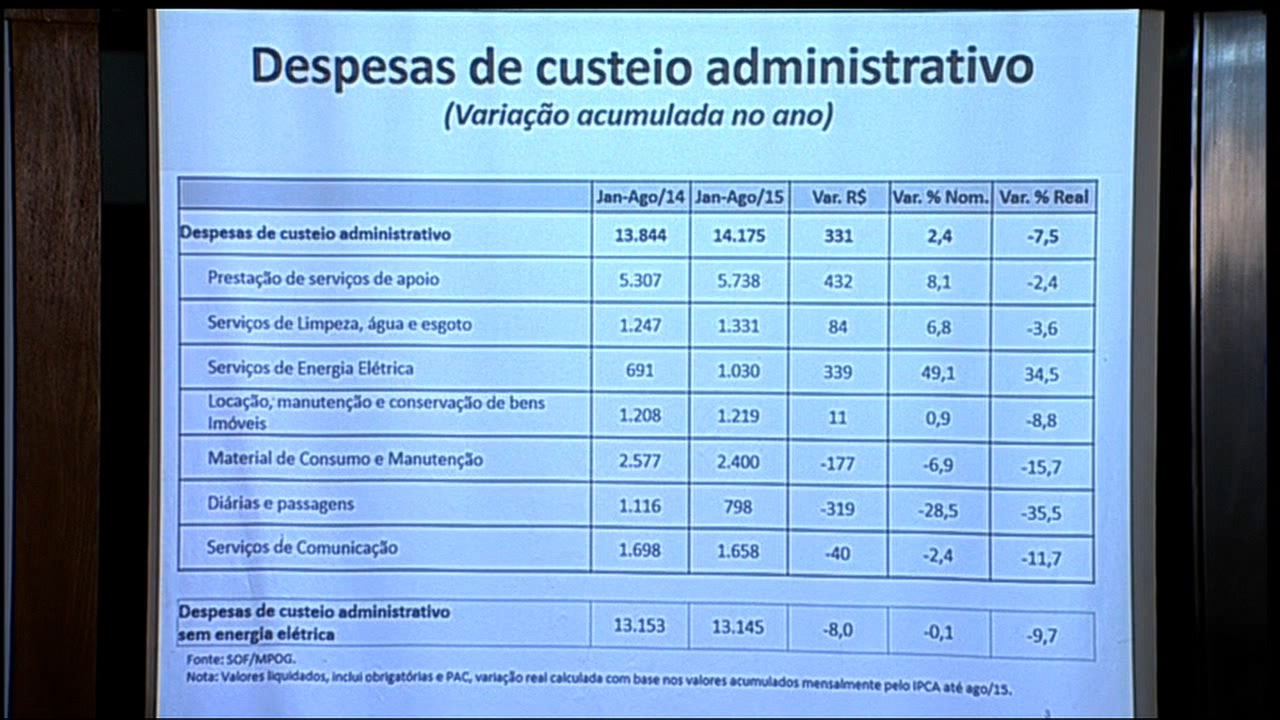 Despesas de custeio administrativo
(Variação acumulada no ano)
Jan-Ago/14 Jan-Ago/15 Var. R$ Var. % Nom. Var. % Real
Despesas de custeio administrativo 13.844 14.175 331 2,4 -7,5
Prestação de serviços de apoio 5.307 5.738 432 8,1 -2,4
Serviços de Limpeza, água e esgoto 1.247 1.331 84 6,8 -3,6
Serviços de Energia Elétrica 691 1.030 339 49,1 34,5
Locação, manutenção e conservação de bens
Imóveis 1.208 1.219 11 0,9 -8,8
Material de Consumo e Manutenção 2.577 2.400 -177 -6,9 -15,7
Diárias e passagens 1.116 798 -319 -28,5 -35,5
Serviços de Comunicação 1.698 1.658 -40 -2,4 -11,7
Despesas de custeio administrativo
sem energia elétrica 13.153 13.145 -8,0 -0,1 -9,7
Fonte: SOF/MPOG.
Nota: Valores liquidados, inclui obrigatórias e PAC, variação real calculada com base nos valores acumulados mensalmente pelo IPCA até ago/15.